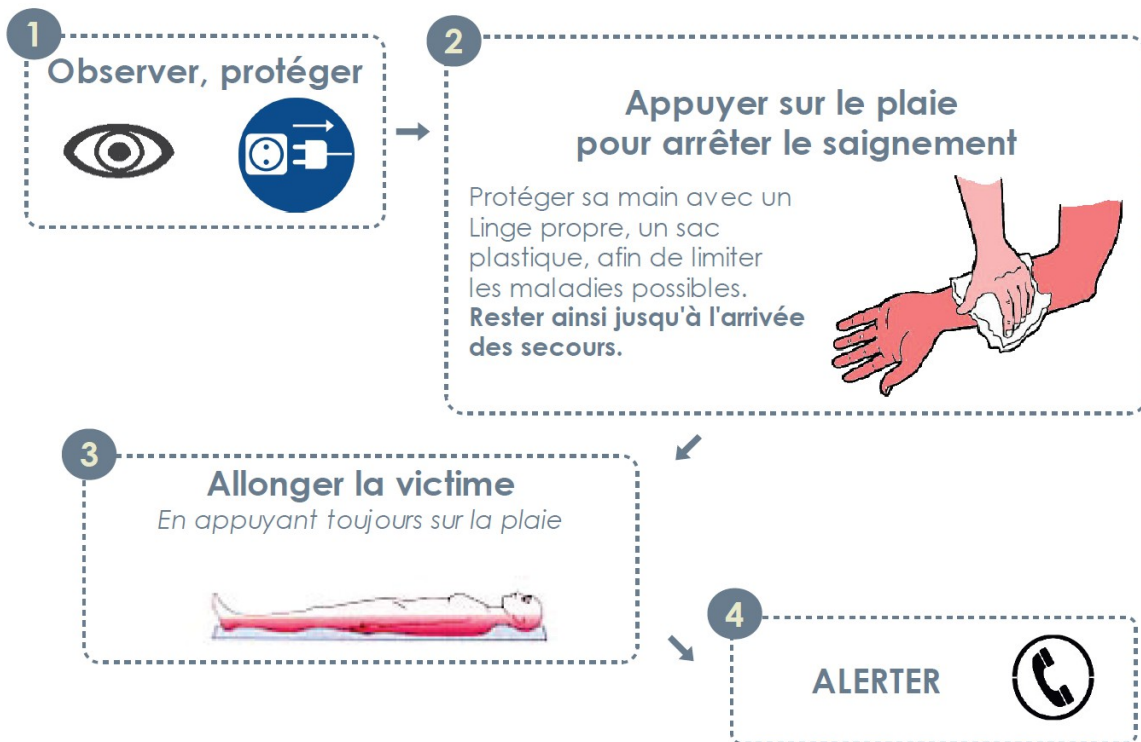 1
Observer, protéger
2
Appuyer sur le plaie
pour arrêter le saignement
Protéger sa main avec un
Linge propre, un sac
plastique, afin de limiter
les maladies possibles.
Rester ainsi jusqu'à l'arrivée
des secours.
3
Allonger la victime
En appuyant toujours sur la plaie
4
ALERTER